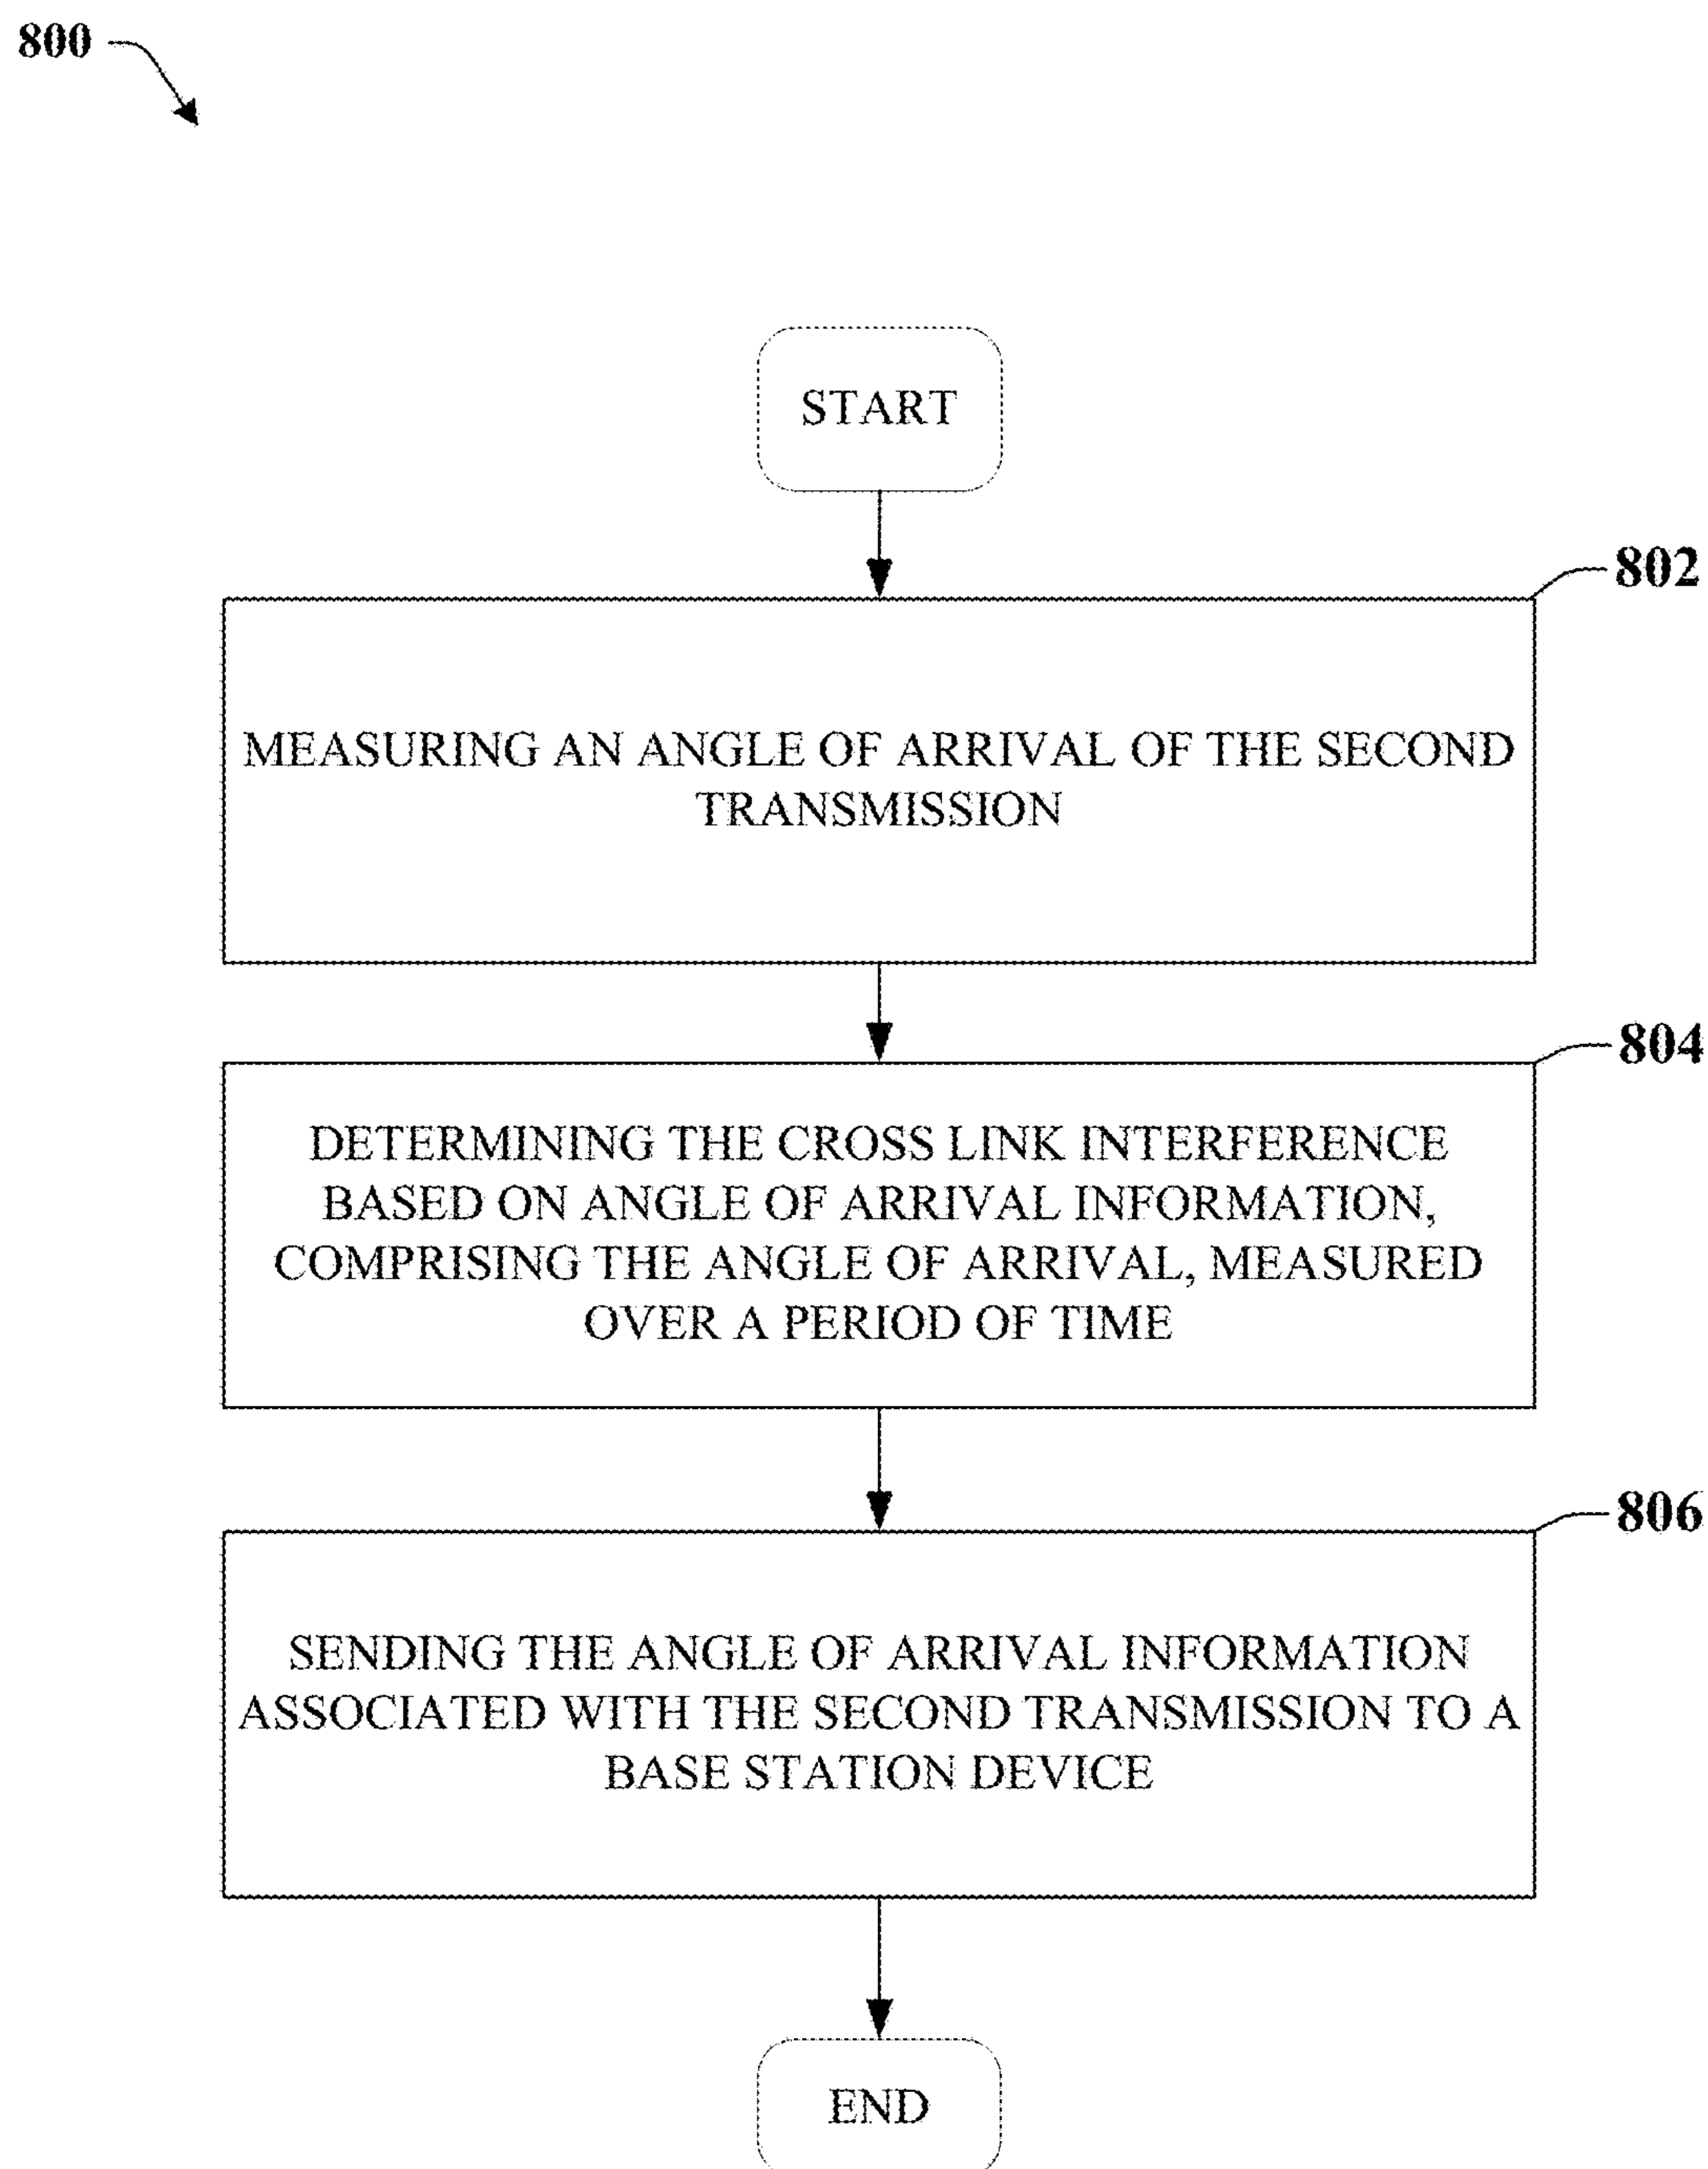 800
START
802
MEASURING AN ANGLE OF ARRIVAL OF THE SECOND
TRANSMISSION
804
DETERMINING THE CROSS LINK INTERFERENCE
BASED ON ANGLE OF ARRIVAL INFORMATION,
COMPRISING THE ANGLE OF ARRIVAL, MEASURED
OVER A PERIOD OF TIME
806
SENDING THE ANGLE OF ARRIVAL INFORMATION
ASSOCIATED WITH THE SECOND TRANSMISSION TO A
BASE STATION DEVICE
END